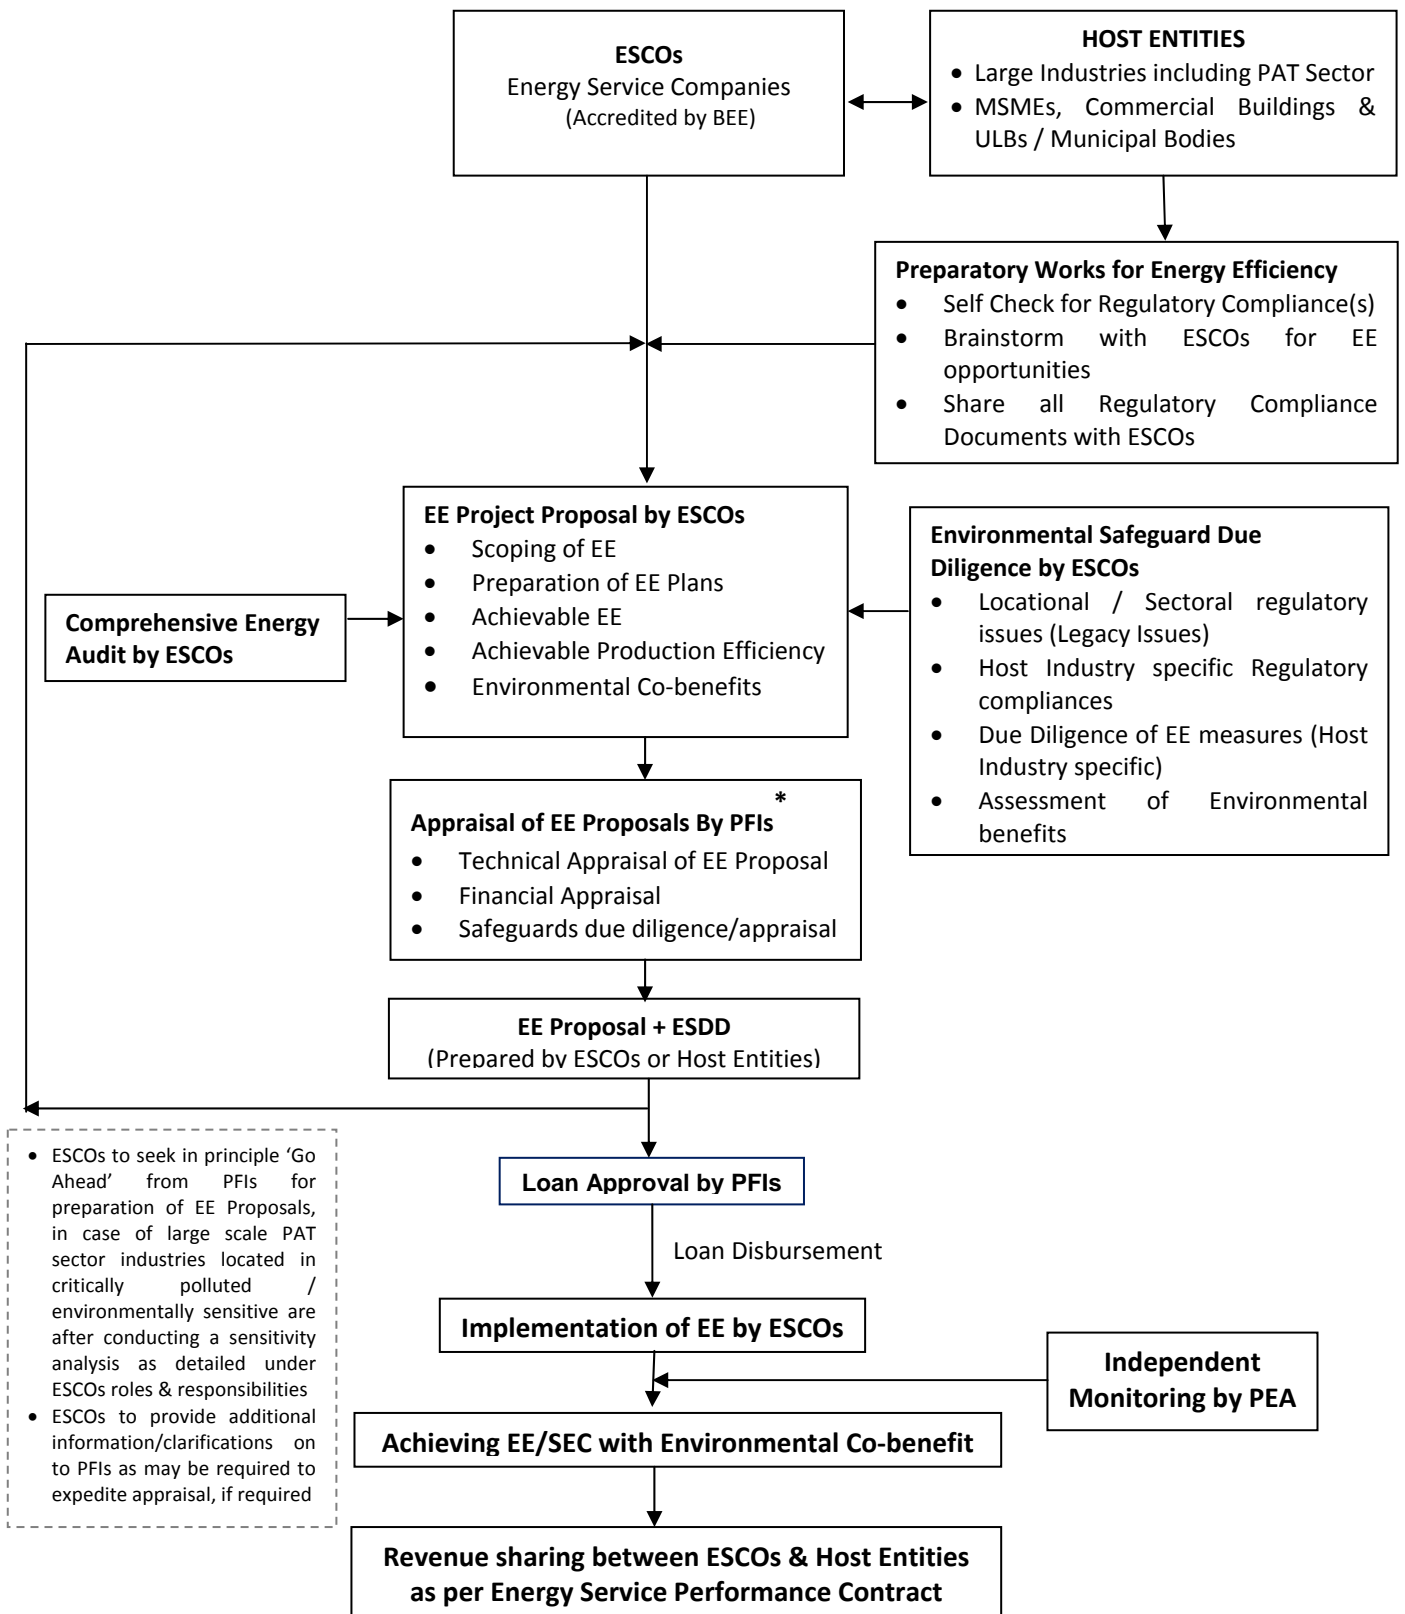 ESCOs
Energy Service Companies
(Accredited by BEE)
HOST ENTITIES
• Large Industries including PAT Sector
• MSMEs, Commercial Buildings &
ULBs / Municipal Bodies
Preparatory Works for Energy Efficiency
• Self Check for Regulatory Compliance(s)
• Brainstorm with ESCOs for EE
opportunities
• Share all Regulatory Compliance
Documents with ESCOs
EE Project Proposal by ESCOs
• Scoping of EE
• Preparation of EE Plans
• Achievable EE
• Achievable Production Efficiency
• Environmental Co-benefits
Comprehensive Energy
Audit by ESCOs
Environmental Safeguard Due
Diligence by ESCOs
• Locational / Sectoral regulatory
issues (Legacy Issues)
• Host Industry specific Regulatory
compliances
• Due Diligence of EE measures (Host
Industry specific)
• Assessment of Environmental
benefits
Appraisal of EE Proposals By PFIs*
• Technical Appraisal of EE Proposal
• Financial Appraisal
• Safeguards due diligence/appraisal
EE Proposal + ESDD
(Prepared by ESCOs or Host Entities)
• ESCOs to seek in principle ‘Go
Ahead’ from PFIs for
preparation of EE Proposals,
in case of large scale PAT
sector industries located in
critically polluted /
environmentally sensitive are
after conducting a sensitivity
analysis as detailed under
ESCOs roles & responsibilities
• ESCOs to provide additional
information/clarifications on
to PFIs as may be required to
expedite appraisal, if required
Loan Approval by PFIs
Loan Disbursement
Implementation of EE by ESCOs
Independent
Monitoring by PEA
Achieving EE/SEC with Environmental Co-benefit
Revenue sharing between ESCOs & Host Entities
as per Energy Service Performance Contract